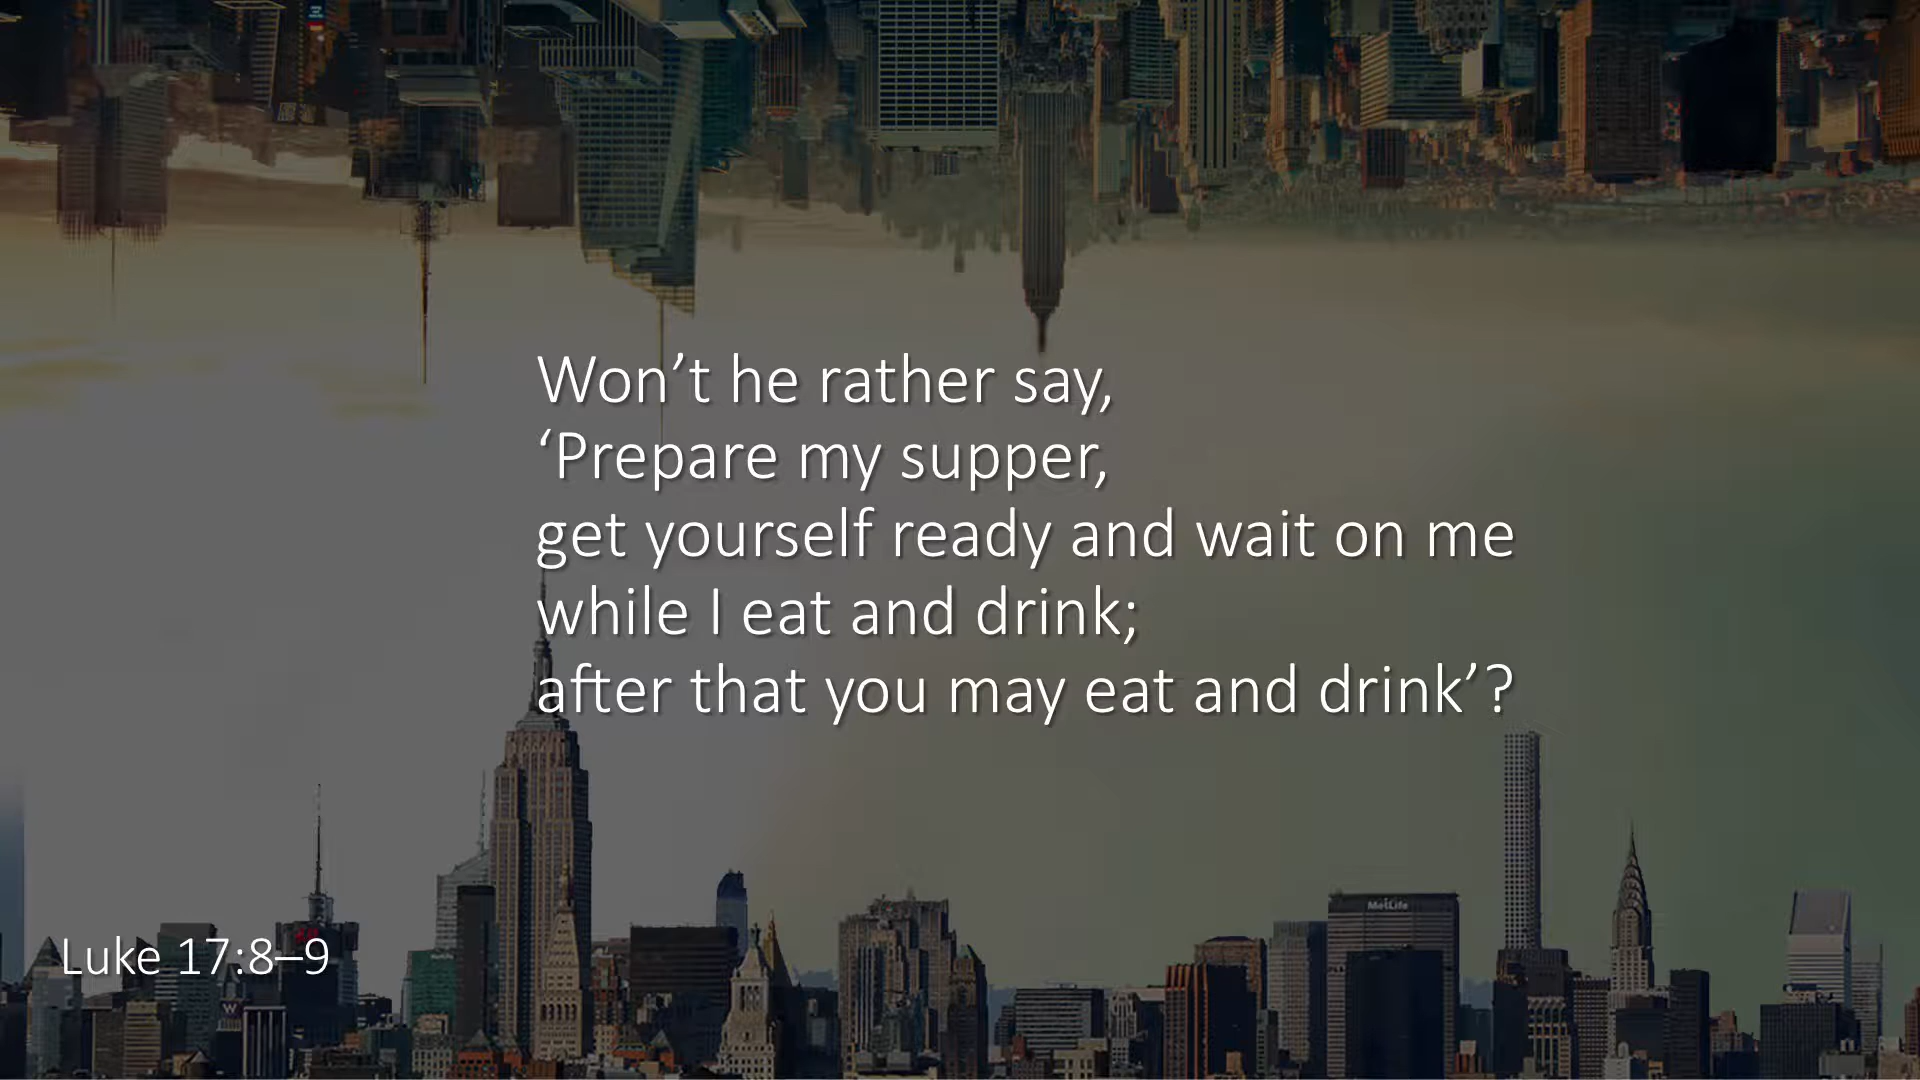 Won’t he rather say,
‘Prepare my supper,
get yourself ready and wait on me
while I eat and drink;
after that you may eat and drink’?
MetLife
Luke 17:8–9
W